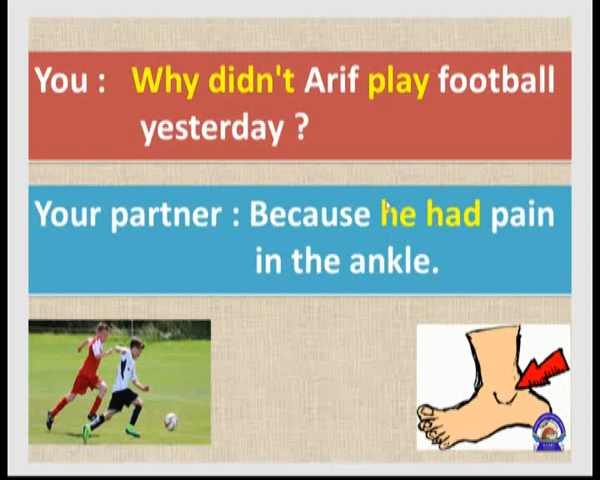 You : Why didn't Arif play football
yesterday ?
Your partner : Because he had pain
in the ankle.